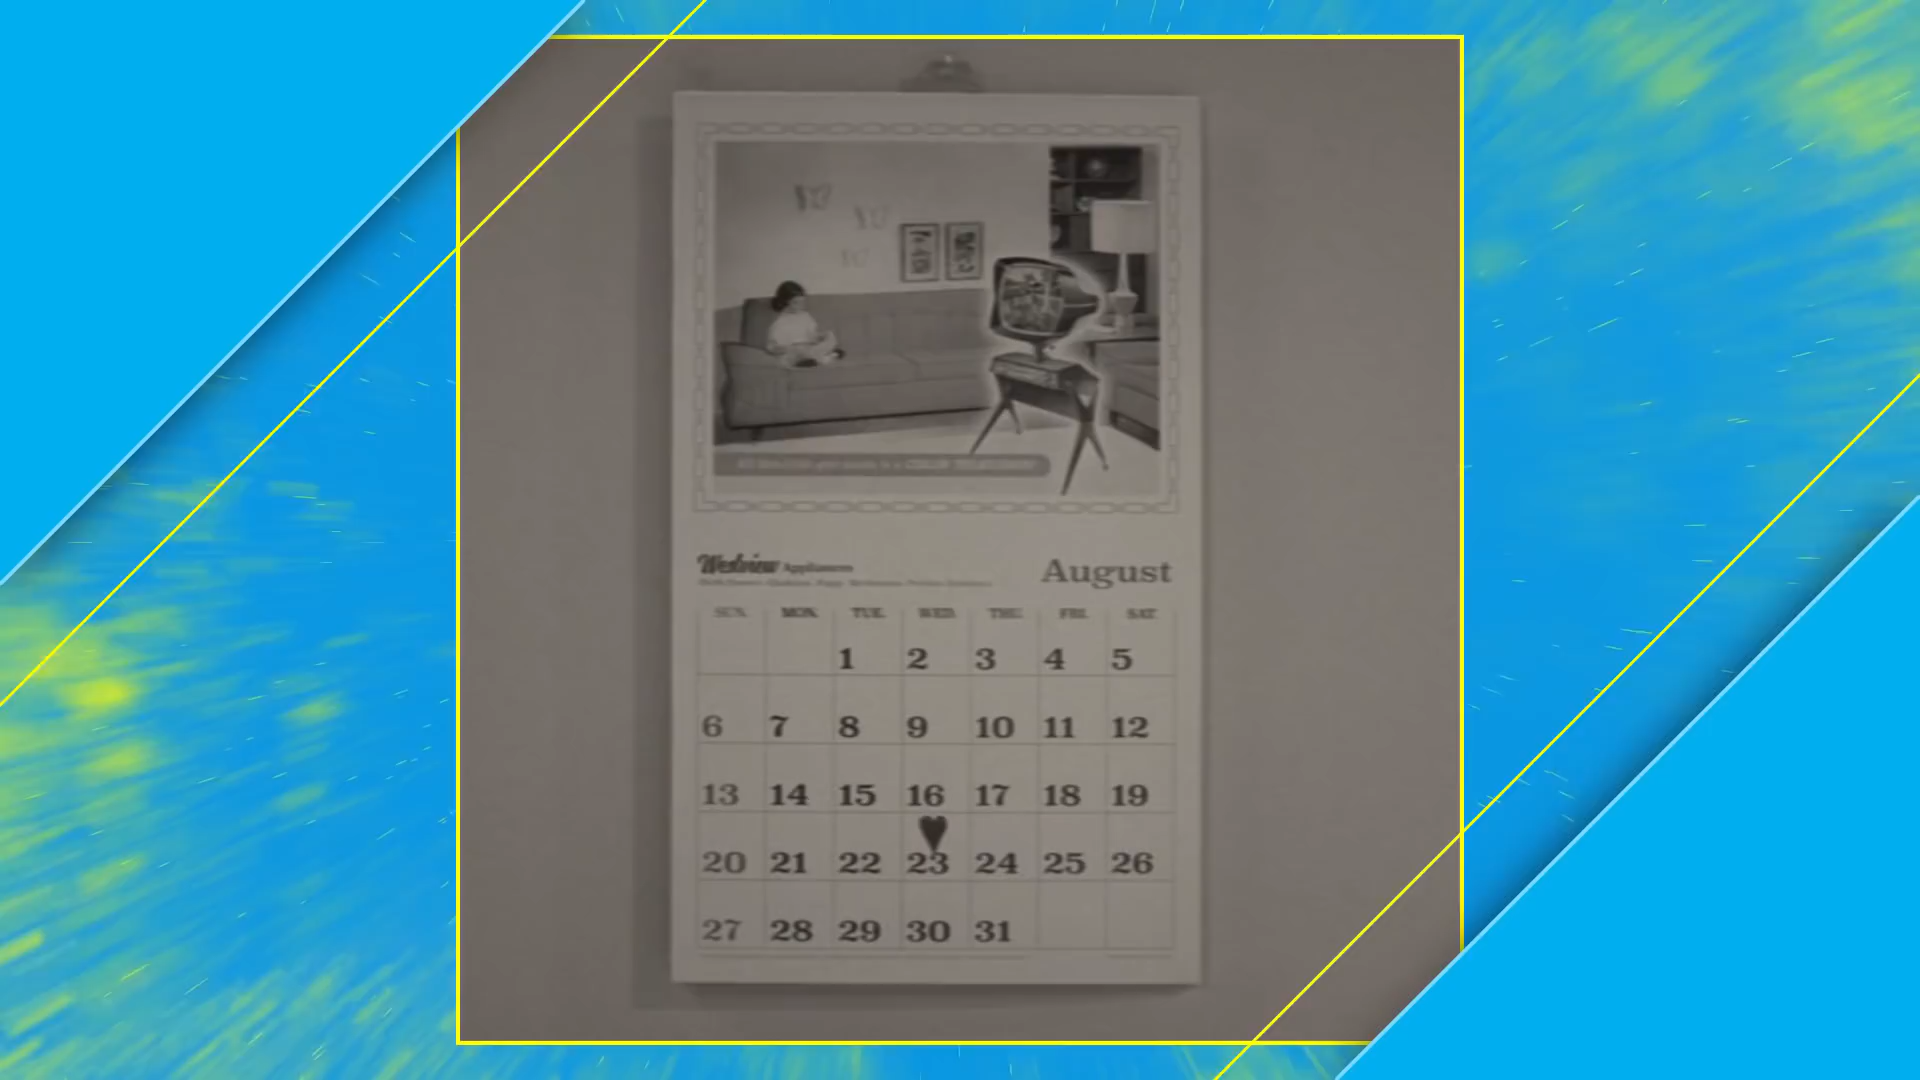 Westview Appliances
August
SUN. MON. TUE. WED. THU. FRI. SAT.
1 2 3 4 5
6 7 8 9 10 11 12
13 14 15 16 17 18 19
20 21 22 23 24 25 26
27 28 29 30 31